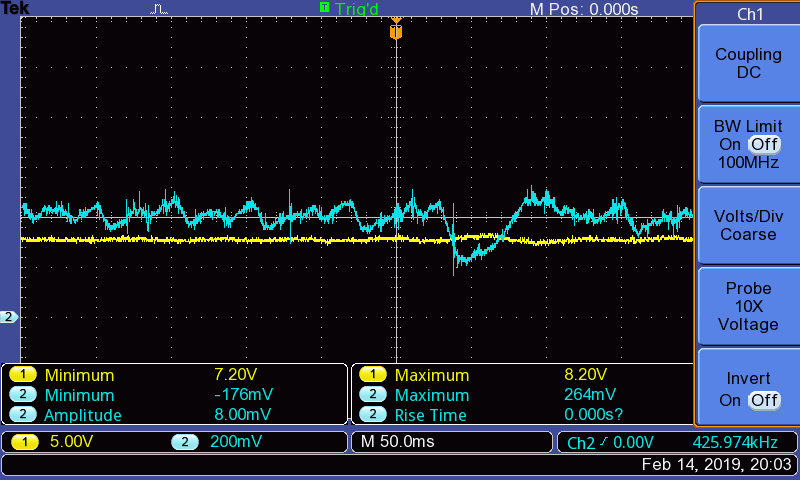 Tek Trig'd M Pos: 0.000s Ch1
T
T
Coupling
DC
BW Limit
On Off
100MHz
Volts/Div
Coarse
Probe
10X
Voltage
Invert
On Off
2
1 Minimum 7.20V 1 Maximum 8.20V
2 Minimum -176mV 2 Maximum 264mV
2 Amplitude 8.00mV 2 Rise Time 0.000s?
1 5.00V 2 200mV M 50.0ms Ch2 0.00V 425.974kHz
Feb 14, 2019, 20:03